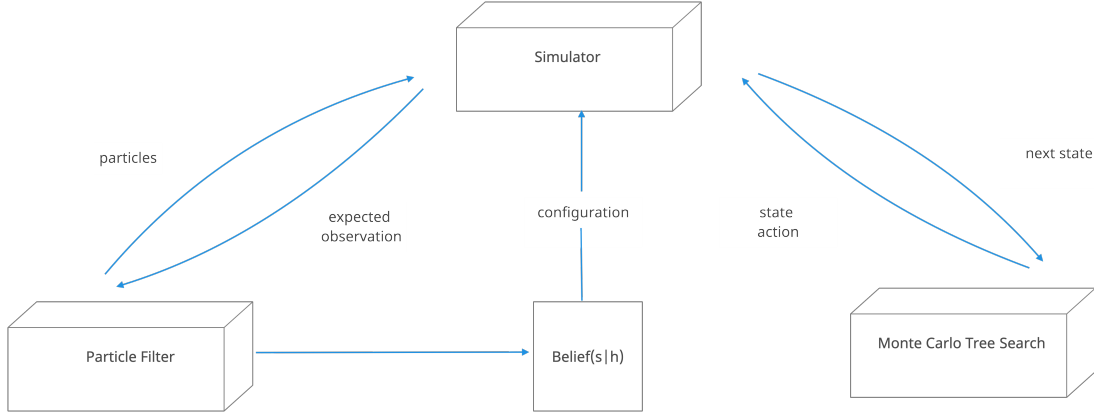 Simulator
particles
next state
expected
observation
configuration
state
action
Particle Filter
Belief(s|h)
Monte Carlo Tree Search